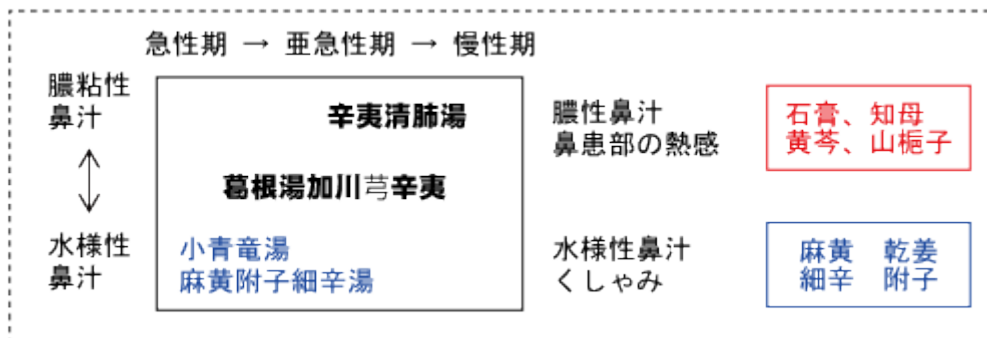 急性期 → 亜急性期 → 慢性期
膿粘性
鼻汁
水様性
鼻汁
辛夷清肺湯
葛根湯加川芎辛夷
小青竜湯
麻黄附子細辛湯
膿性鼻汁
鼻患部の熱感
水様性鼻汁
くしゃみ
石膏、知母
黄芩、山梔子
麻黄 乾姜
細辛 附子